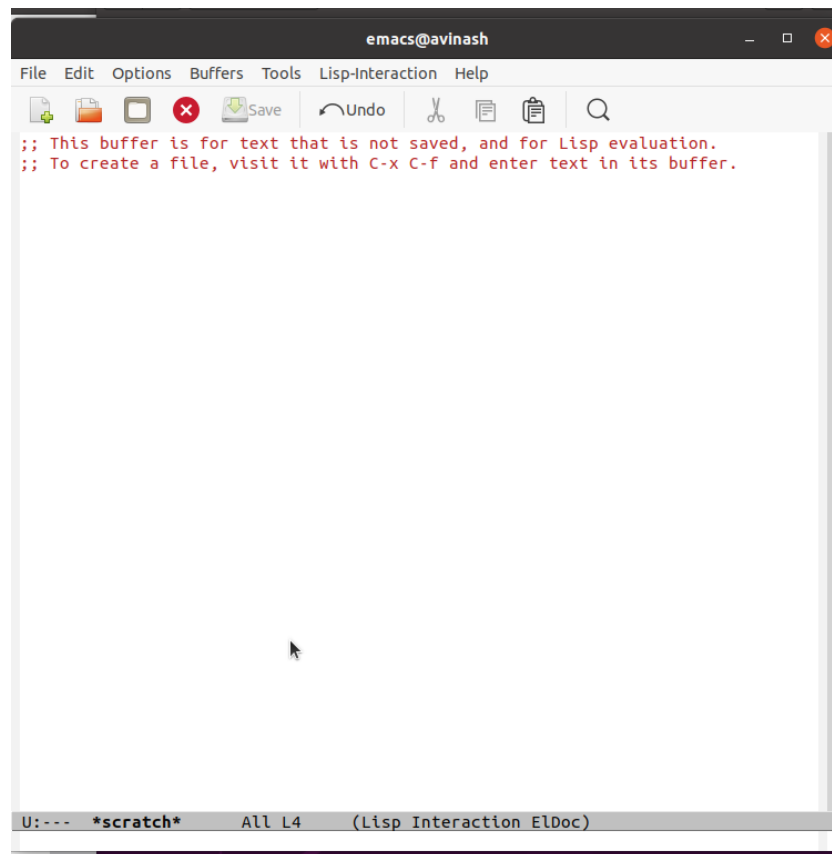 emacs@avinash
File Edit Options Buffers Tools Lisp-Interaction Help
Save Undo
;; This buffer is for text that is not saved, and for Lisp evaluation.
;; To create a file, visit it with C-x C-f and enter text in its buffer.
U:--- *scratch* All L4 (Lisp Interaction ElDoc)